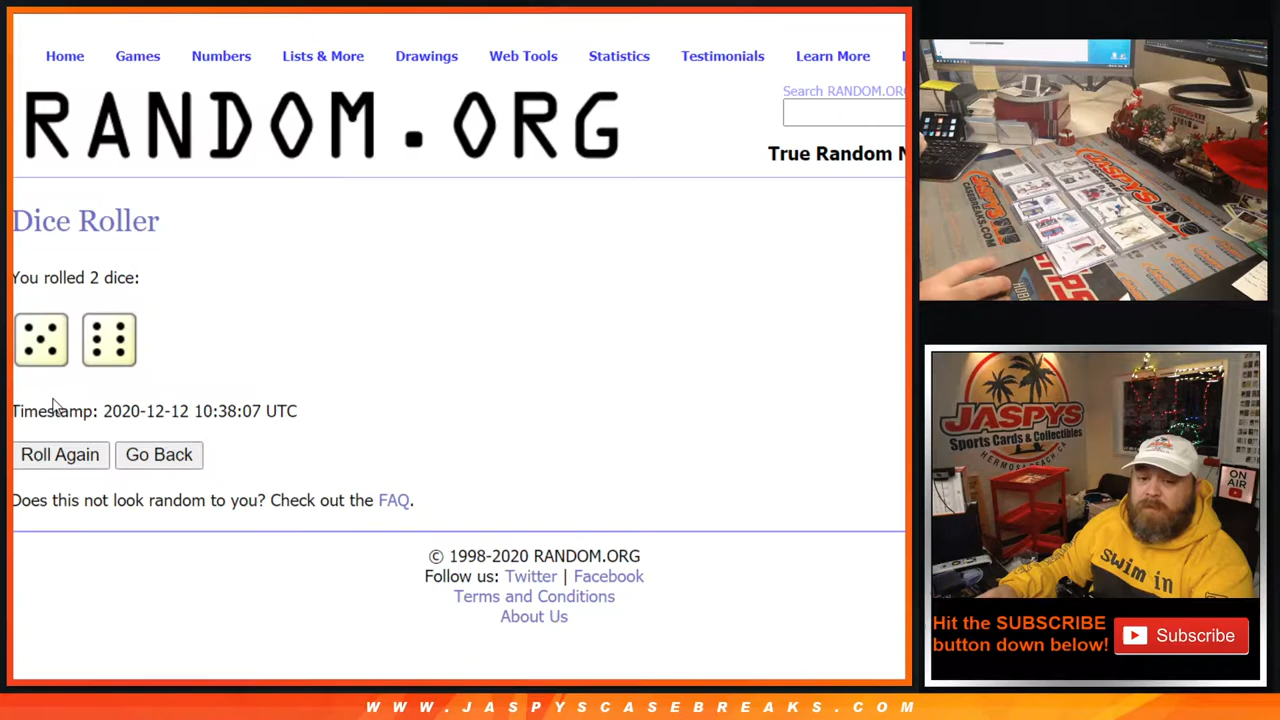 Home Games Numbers Lists & More Drawings Web Tools Statistics Testimonials Learn More
RANDOM.ORG
Search RANDOM.ORG
True Random N
Dice Roller
You rolled 2 dice:
Timestamp: 2020-12-12 10:38:07 UTC
Roll Again Go Back
Does this not look random to you? Check out the FAQ.
© 1998-2020 RANDOM.ORG
Follow us: Twitter | Facebook
Terms and Conditions
About Us
JASPYS
CASEBREAKS.COM
JASPYS
JASPYS
Sports Cards & Collectibles
HERMOSA BEACH, CA
ON
AIR
swim in
Hit the SUBSCRIBE
button down below!
Subscribe
WWW.JASPYSCASEBREAKS.COM